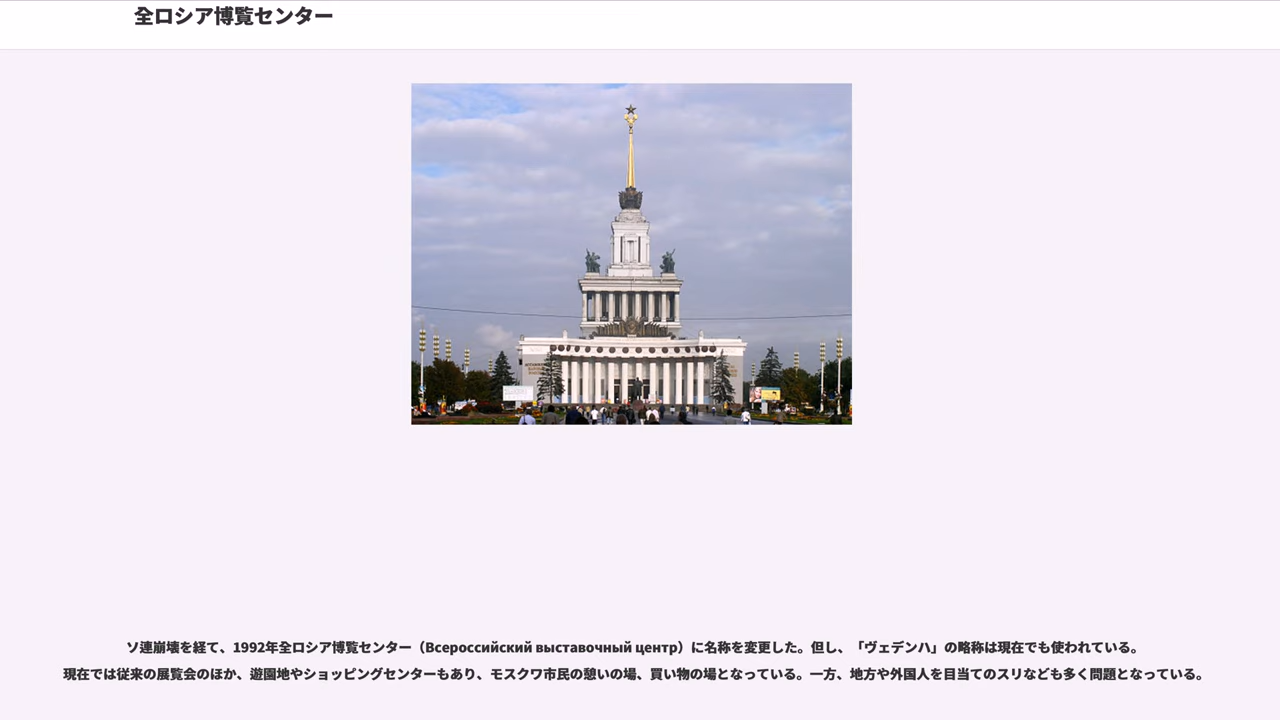 全ロシア博覧センター
ソ連崩壊を経て、1992年全ロシア博覧センター（Всероссийский выставочный центр）に名称を変更した。但し、「ヴェデンハ」の略称は現在でも使われている。
現在では従来の展覧会のほか、遊園地やショッピングセンターもあり、モスクワ市民の憩いの場、買い物の場となっている。一方、地方や外国人を目当てのスリなども多く問題となっている。